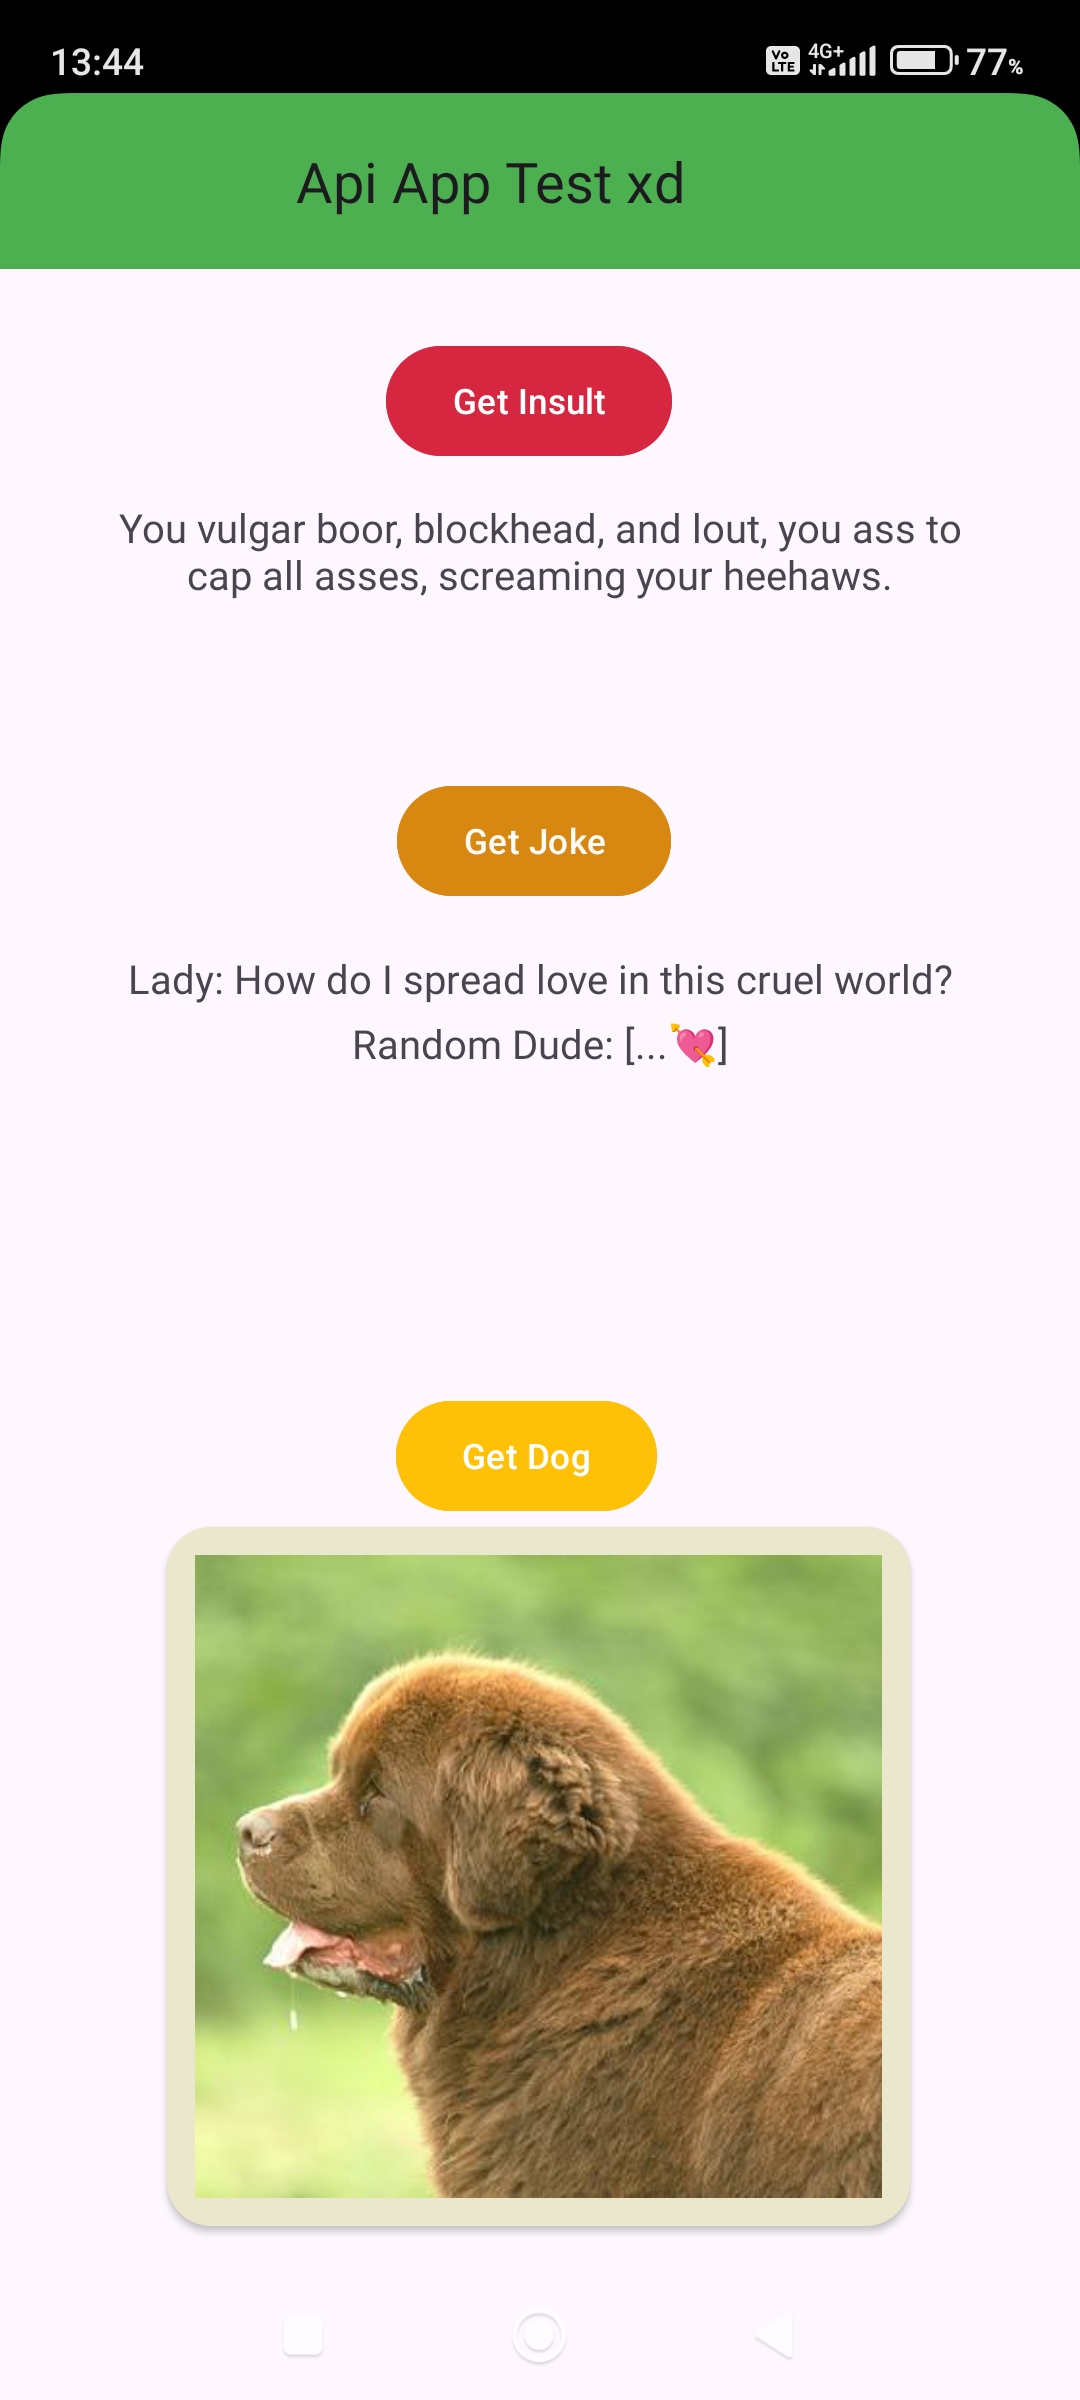 13:44 Vo LTE 4G+ 77%
Api App Test xd
Get Insult
You vulgar boor, blockhead, and lout, you ass to
cap all asses, screaming your heehaws.
Get Joke
Lady: How do I spread love in this cruel world?
Random Dude: [...💘]
Get Dog